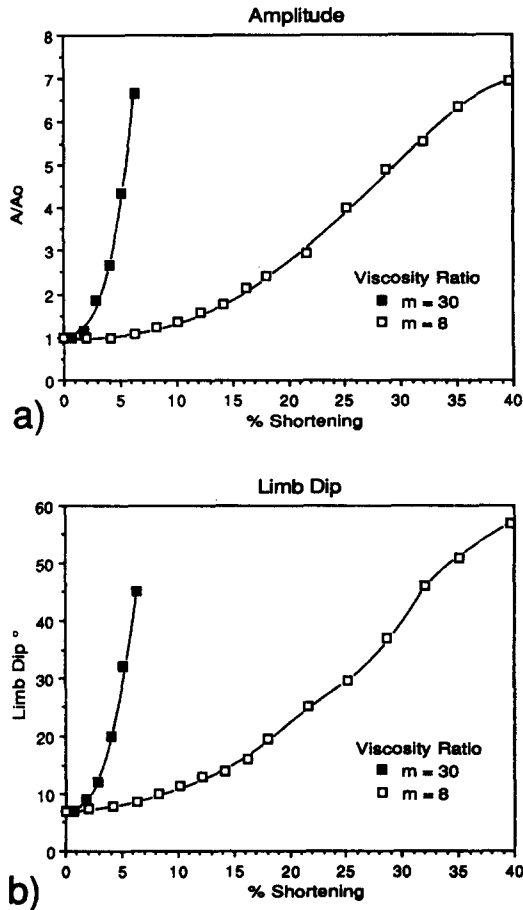 Amplitude
8
7
6
5
4
3
2
1
0
A/Ao
Viscosity Ratio
m = 30
m = 8
0 5 10 15 20 25 30 35 40
% Shortening
a)
Limb Dip
60
50
40
30
20
10
0
Limb Dip °
Viscosity Ratio
m = 30
m = 8
0 5 10 15 20 25 30 35 40
% Shortening
b)